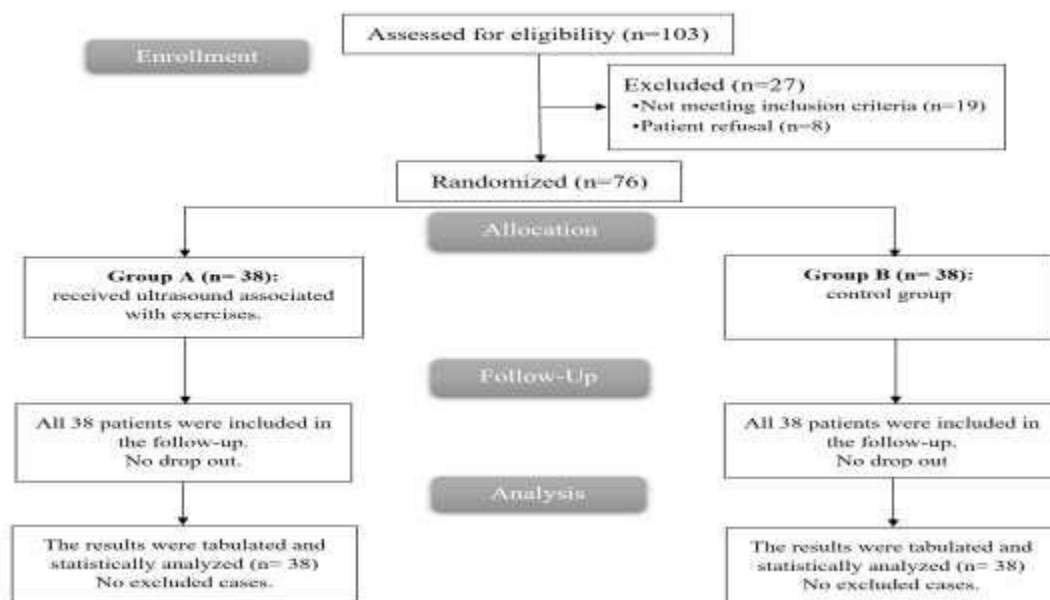 Assessed for eligibility (n=103)
Enrollment
Excluded (n=27)
•Not meeting inclusion criteria (n=19)
•Patient refusal (n=8)
Randomized (n=76)
Allocation
Group A (n= 38):
received ultrasound associated
with exercises.
Group B (n= 38):
control group
Follow-Up
All 38 patients were included in
the follow-up.
No drop out.
All 38 patients were included in
the follow-up.
No drop out
Analysis
The results were tabulated and
statistically analyzed (n= 38)
No excluded cases.
The results were tabulated and
statistically analyzed (n= 38)
No excluded cases.